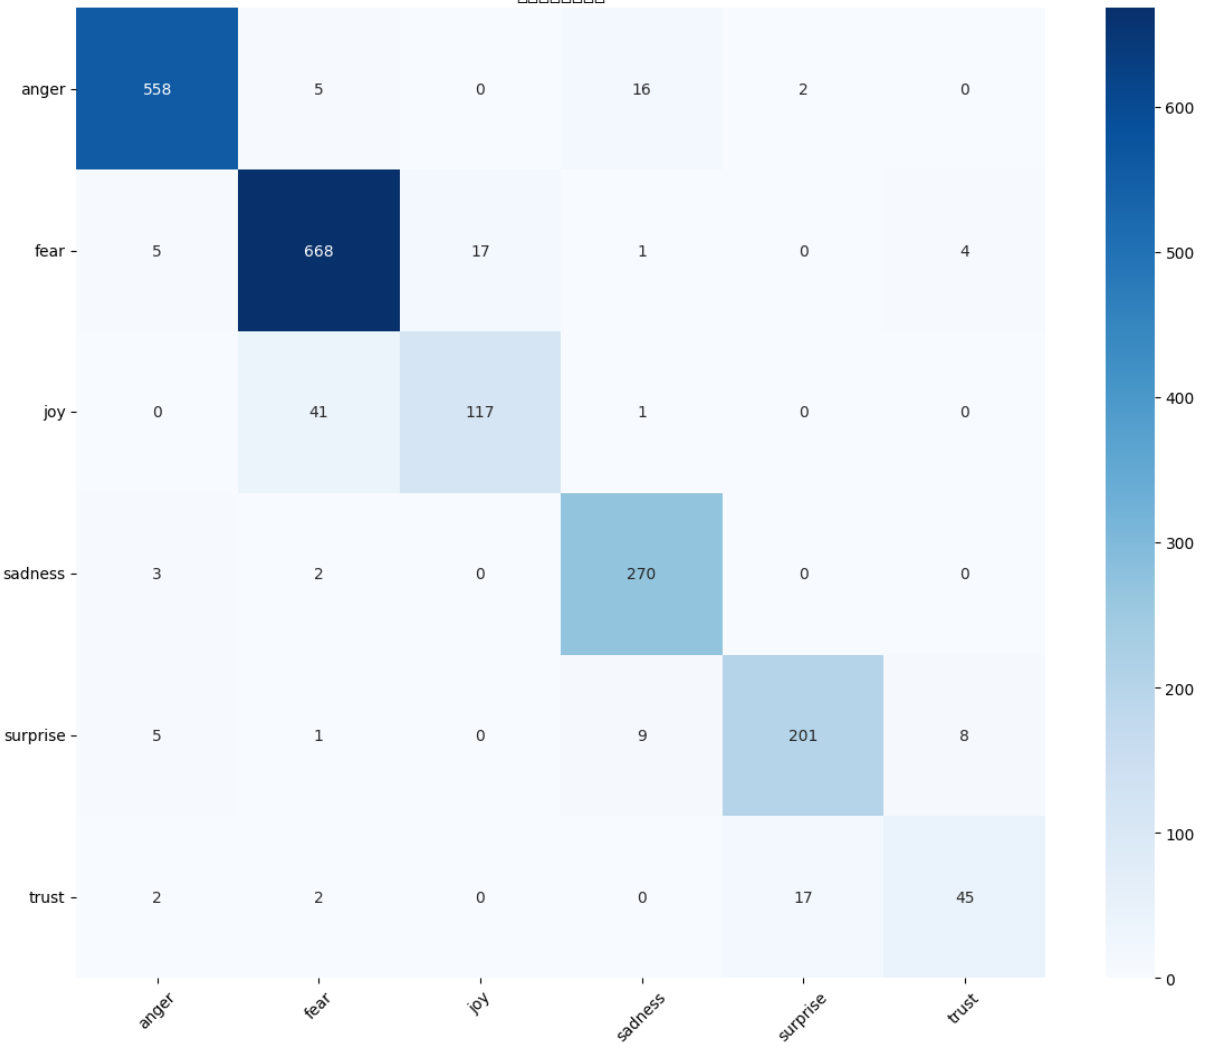 anger 558 5 0 16 2 0
600
fear 5 668 17 1 0 4
500
400
joy 0 41 117 1 0 0
300
sadness 3 2 0 270 0 0
200
surprise 5 1 0 9 201 8
100
trust 2 2 0 0 17 45
0
anger fear joy sadness surprise trust